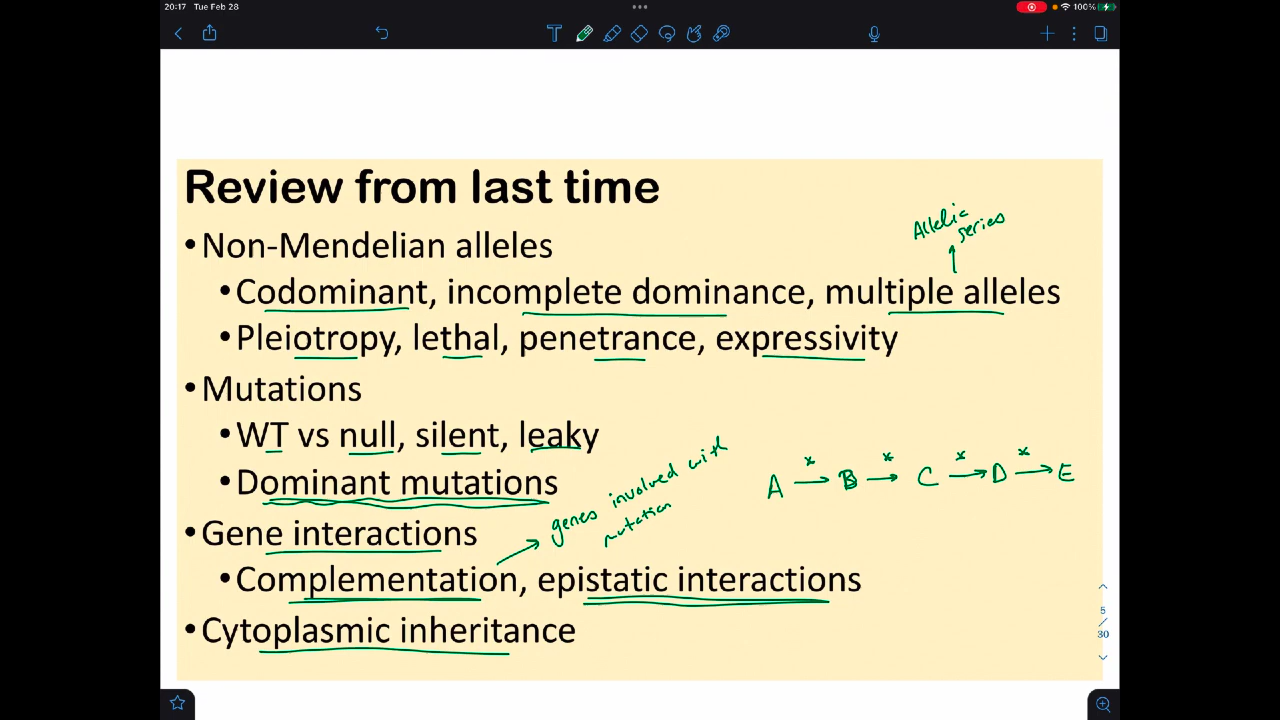 20:17 Tue Feb 28
100%
Review from last time
Allelic
series
•Non-Mendelian alleles
•Codominant, incomplete dominance, multiple alleles
•Pleiotropy, lethal, penetrance, expressivity
•Mutations
•WT vs null, silent, leaky
•Dominant mutations
genes involved with
mutation
A → B → C → D → E
•Gene interactions
•Complementation, epistatic interactions
•Cytoplasmic inheritance
5
/
30